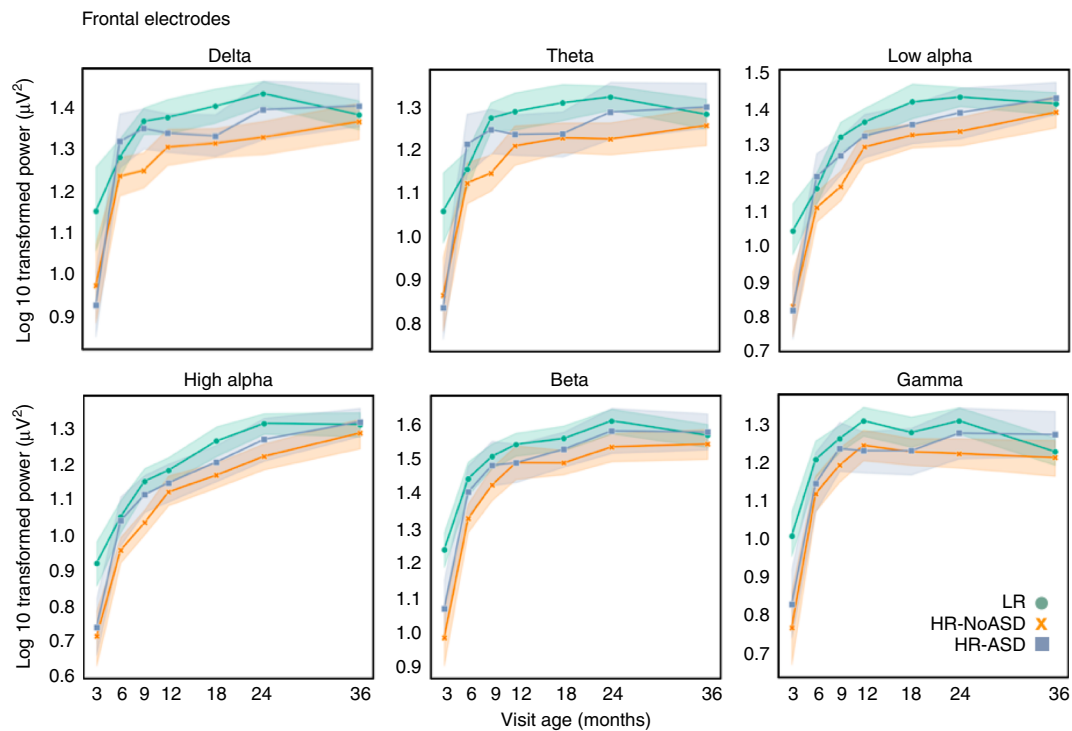 Frontal electrodes
Delta
Theta
Low alpha
Log 10 transformed power (μV²)
1.4
1.3
1.2
1.1
1.0
0.9
1.3
1.2
1.1
1.0
0.9
0.8
1.5
1.4
1.3
1.2
1.1
1.0
0.9
0.8
0.7
High alpha
Beta
Gamma
Log 10 transformed power (μV²)
1.3
1.2
1.1
1.0
0.9
0.8
0.7
0.6
1.6
1.5
1.4
1.3
1.2
1.1
1.0
0.9
1.3
1.2
1.1
1.0
0.9
0.8
0.7
LR
HR-NoASD
HR-ASD
3 6 9 12 18 24 36
3 6 9 12 18 24 36
3 6 9 12 18 24 36
Visit age (months)